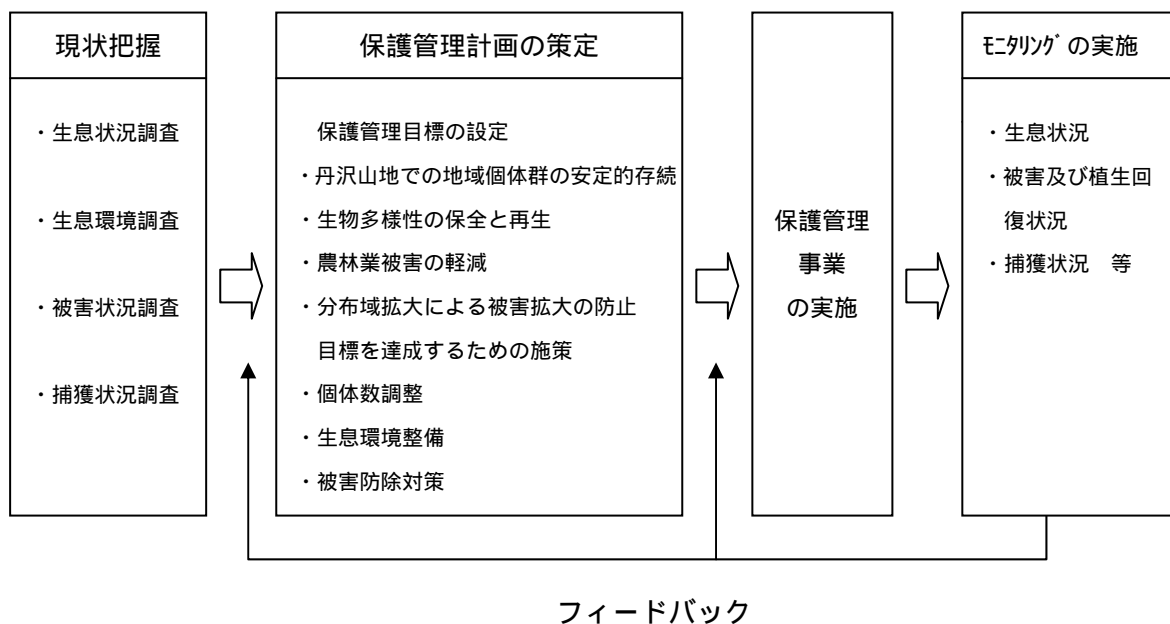 現状把握
・生息状況調査
・生息環境調査
・被害状況調査
・捕獲状況調査
保護管理計画の策定
保護管理目標の設定
・丹沢山地での地域個体群の安定的存続
・生物多様性の保全と再生
・農林業被害の軽減
・分布域拡大による被害拡大の防止
目標を達成するための施策
・個体数調整
・生息環境整備
・被害防除対策
保護管理
事業
の実施
ﾓﾆﾀﾘﾝｸﾞの実施
・生息状況
・被害及び植生回
復状況
・捕獲状況　等
フィードバック